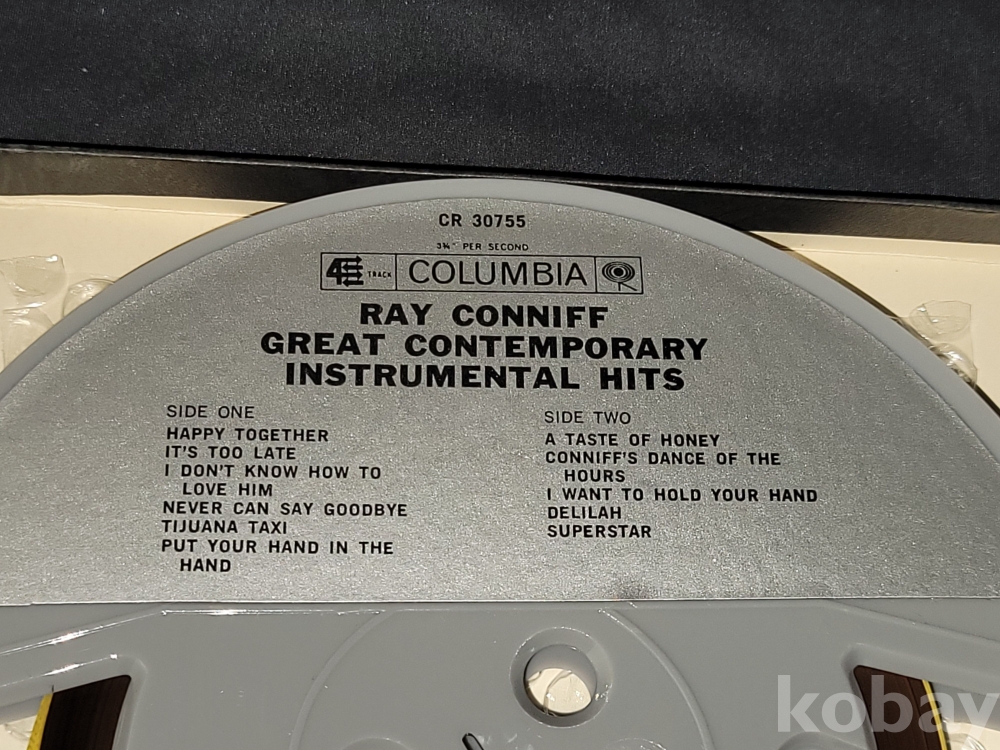 CR 30755
3¾" PER SECOND
4 TRACK COLUMBIA
RAY CONNIFF
GREAT CONTEMPORARY
INSTRUMENTAL HITS
SIDE ONE
HAPPY TOGETHER
IT'S TOO LATE
I DON'T KNOW HOW TO
LOVE HIM
NEVER CAN SAY GOODBYE
TIJUANA TAXI
PUT YOUR HAND IN THE
HAND
SIDE TWO
A TASTE OF HONEY
CONNIFF'S DANCE OF THE
HOURS
I WANT TO HOLD YOUR HAND
DELILAH
SUPERSTAR
kobay